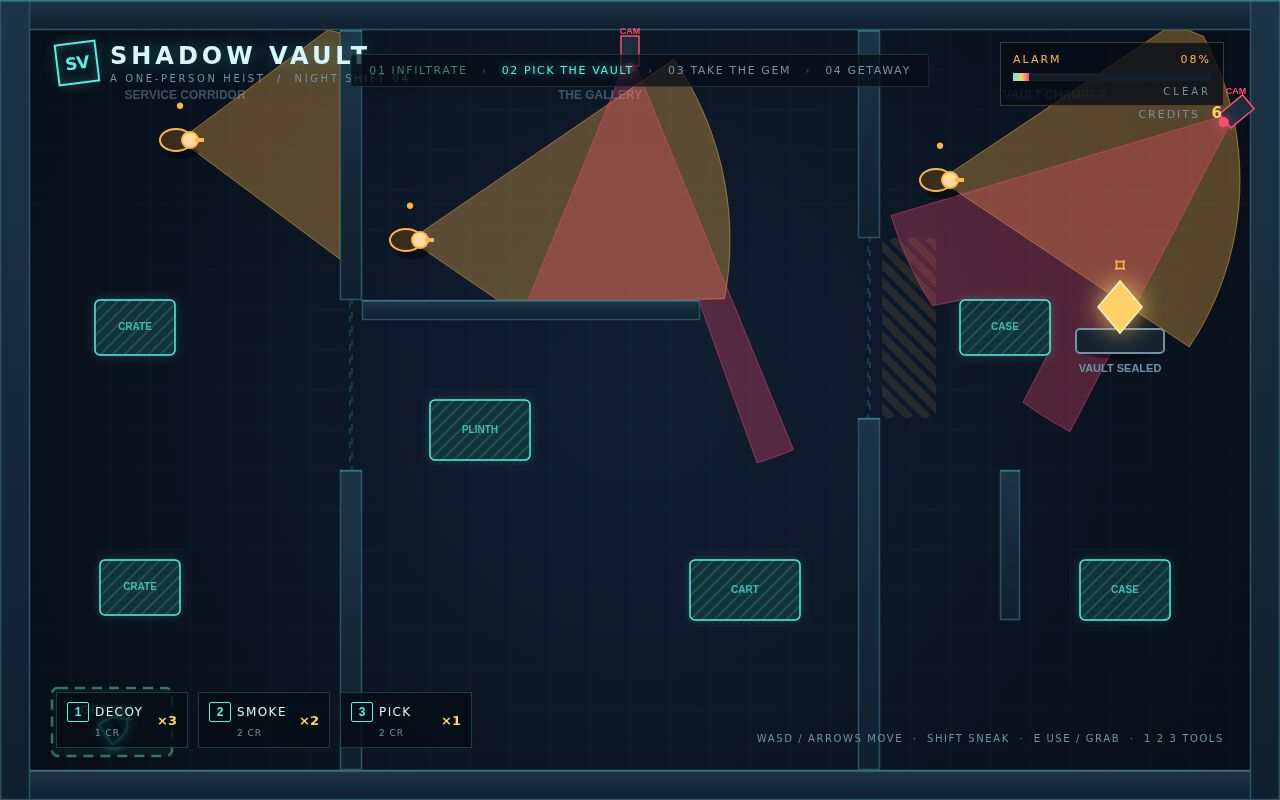 SV
SHADOW VAULT
A ONE-PERSON HEIST / NIGHT SHIFT 04
01 INFILTRATE › 02 PICK THE VAULT › 03 TAKE THE GEM › 04 GETAWAY
CAM
ALARM 08%
CLEAR
CREDITS 6
CAM
SERVICE CORRIDOR
THE GALLERY
VAULT CHAMBER
CRATE
CASE
VAULT SEALED
PLINTH
CRATE
CART
CASE
1 DECOY ×3
1 CR
2 SMOKE ×2
2 CR
3 PICK ×1
2 CR
WASD / ARROWS MOVE · SHIFT SNEAK · E USE / GRAB · 1 2 3 TOOLS